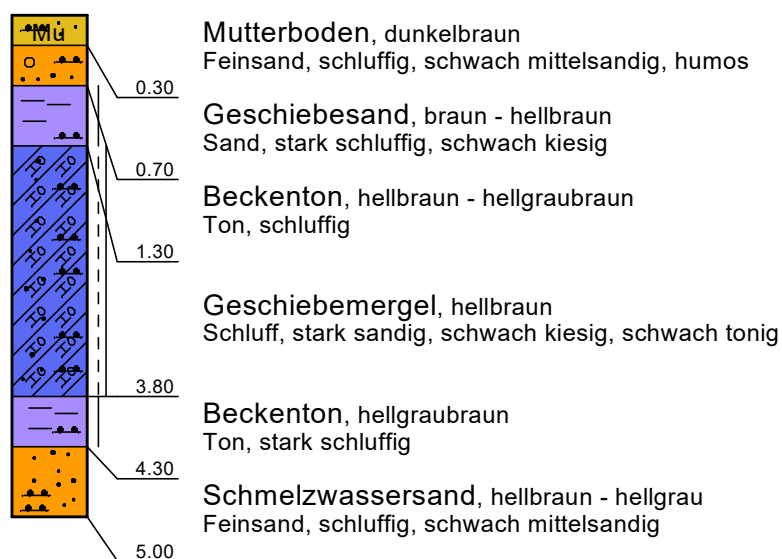 Mu
Mutterboden, dunkelbraun
Feinsand, schluffig, schwach mittelsandig, humos
0.30
Geschiebesand, braun - hellbraun
Sand, stark schluffig, schwach kiesig
0.70
Beckenton, hellbraun - hellgraubraun
Ton, schluffig
1.30
Geschiebemergel, hellbraun
Schluff, stark sandig, schwach kiesig, schwach tonig
3.80
Beckenton, hellgraubraun
Ton, stark schluffig
4.30
Schmelzwassersand, hellbraun - hellgrau
Feinsand, schluffig, schwach mittelsandig
5.00